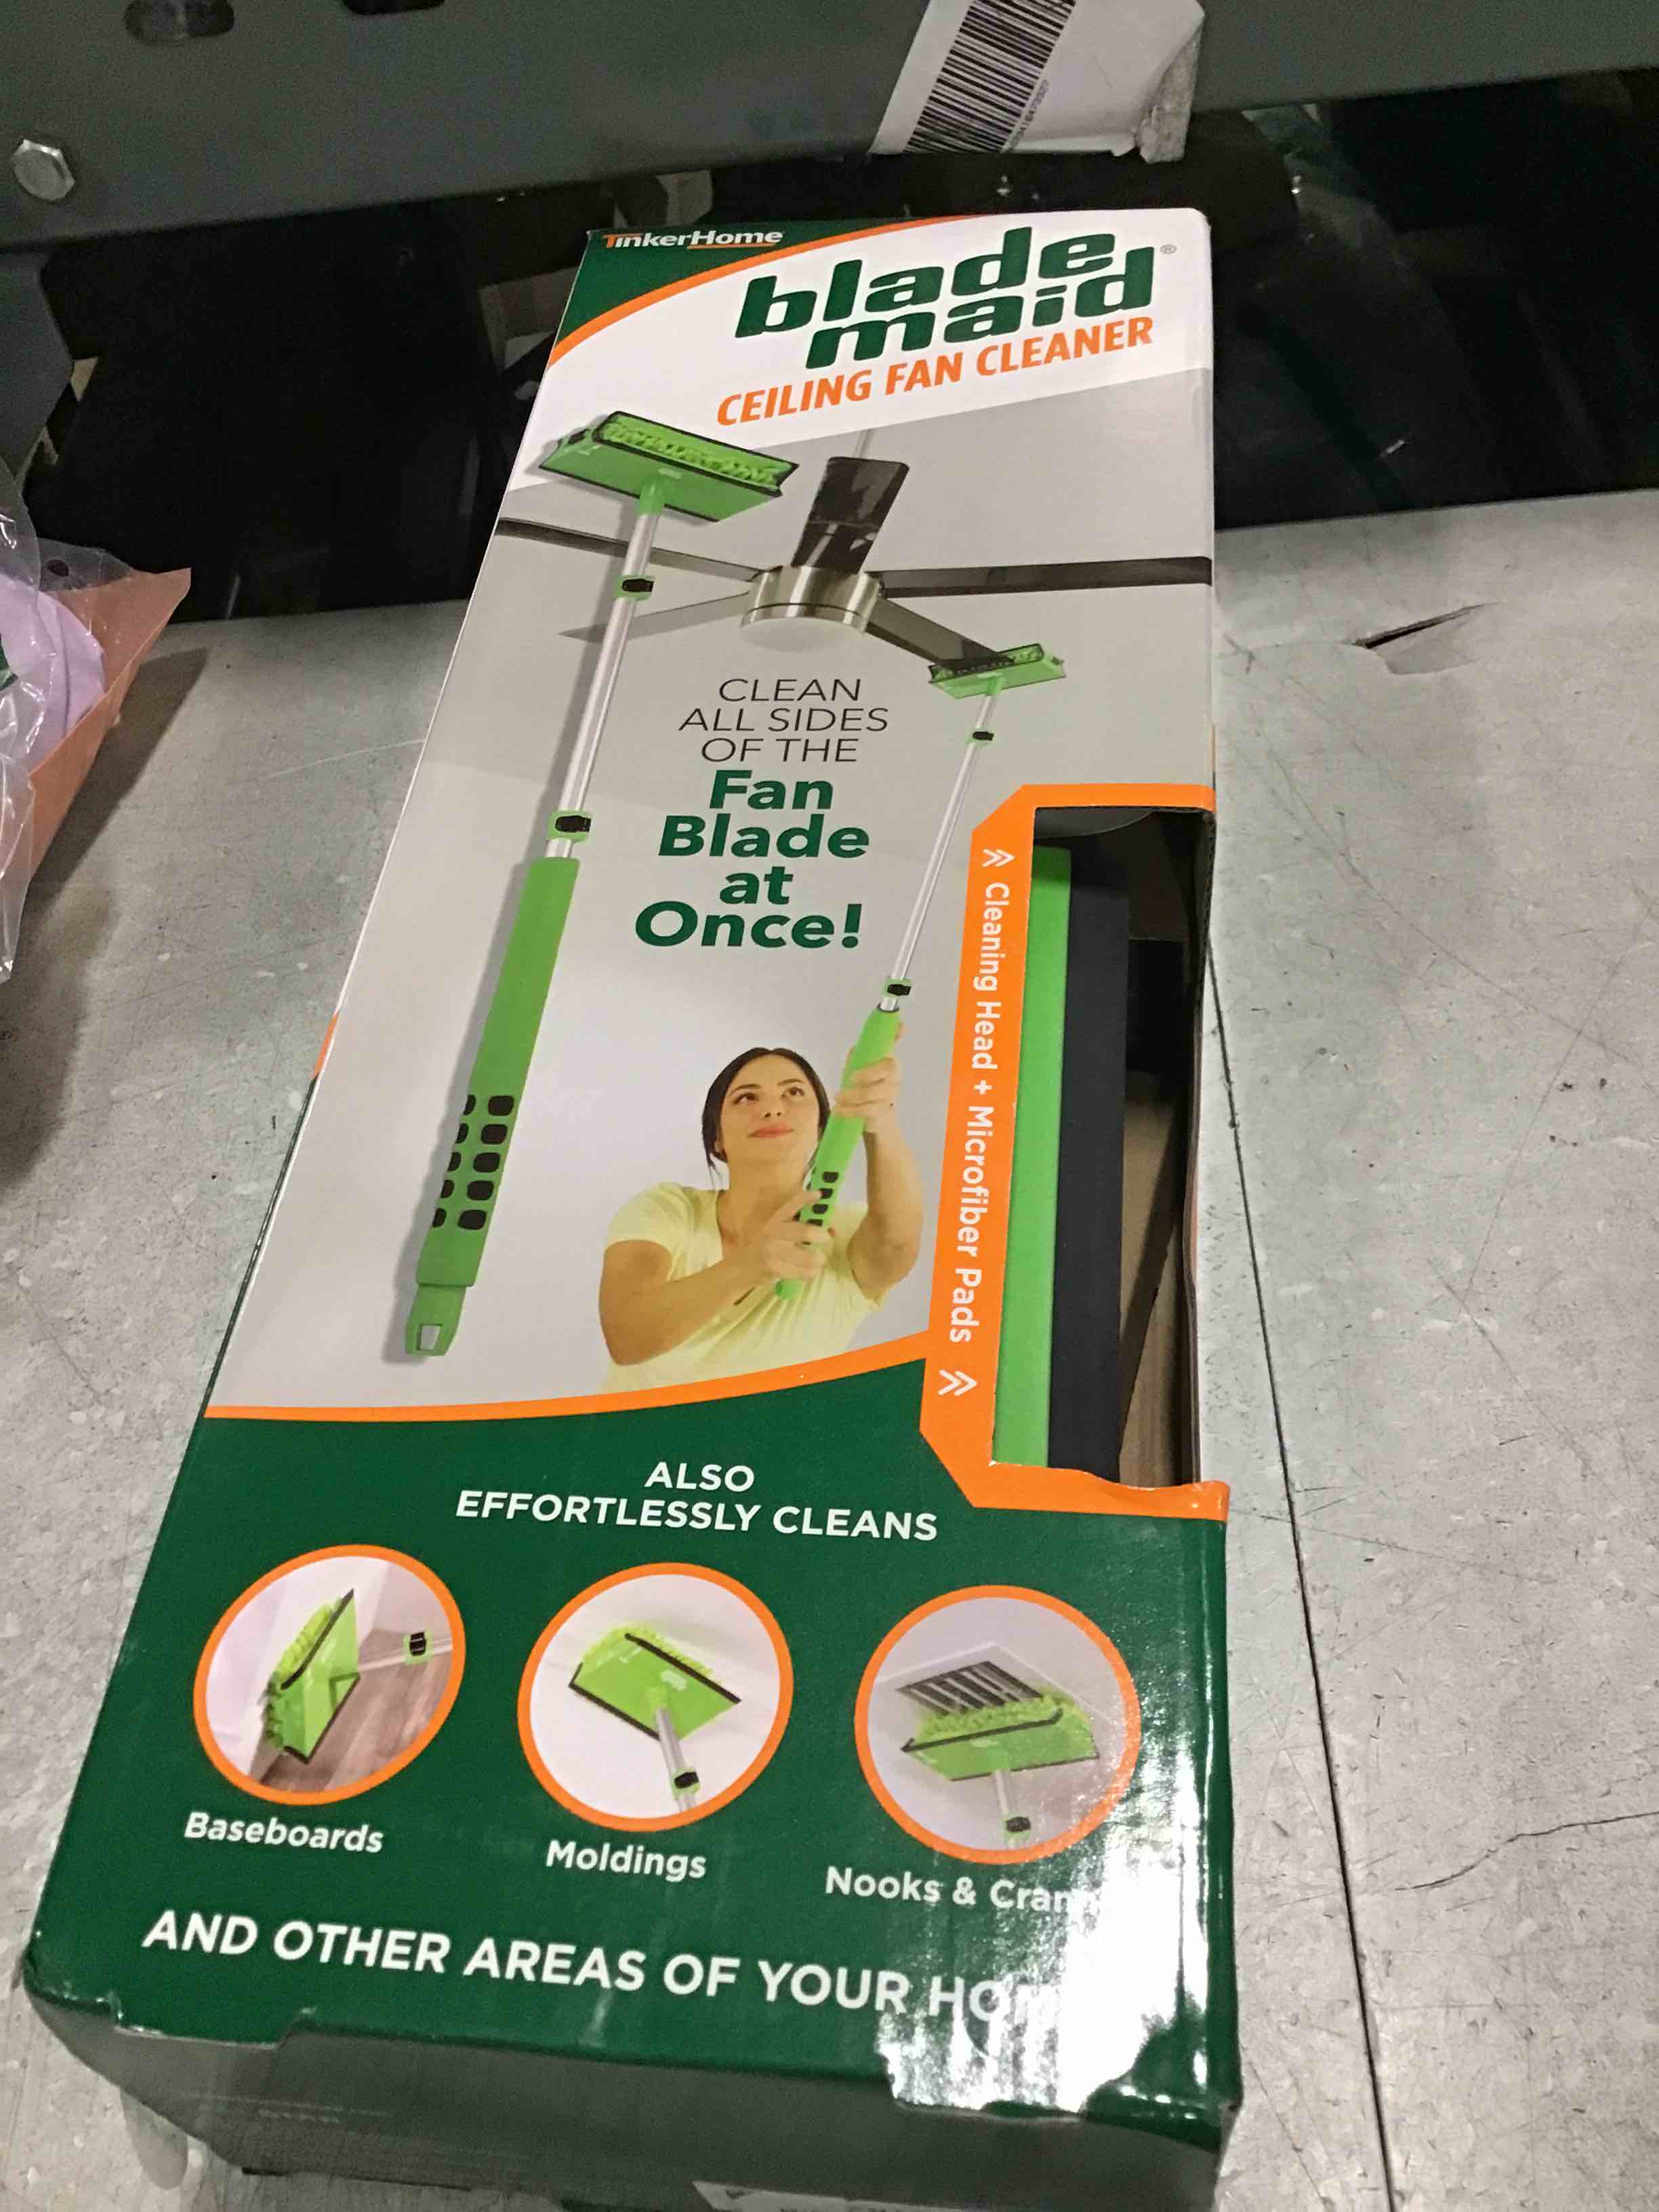 TinkerHome
blade
maid®
CEILING FAN CLEANER
CLEAN
ALL SIDES
OF THE
Fan
Blade
at
Once!
Cleaning Head + Microfiber Pads
ALSO
EFFORTLESSLY CLEANS
Baseboards
Moldings
Nooks &
AND OTHER AREAS OF YOUR